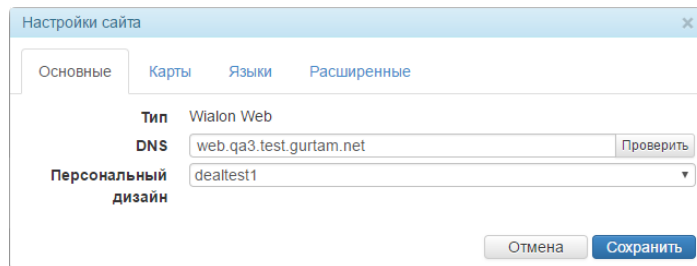 Настройки сайта ×
Основные Карты Языки Расширенные
Тип Wialon Web
DNS web.qa3.test.gurtam.net Проверить
Персональный dealtest1
дизайн
Отмена Сохранить